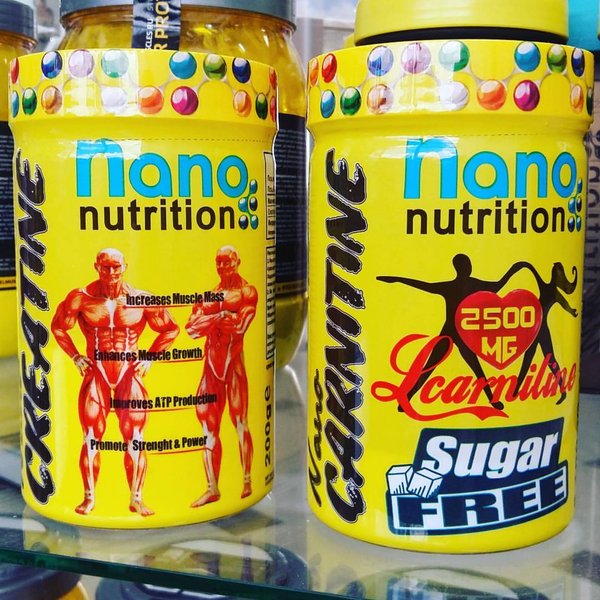 CREATINE
nano
nutrition
Increases Muscle Mass
Enhances Muscle Growth
Improves ATP Production
Promote Strenght & Power
200ge
Nano
CARNITINE
nano
nutrition
2500
MG
Lcarnitine
Sugar
FREE